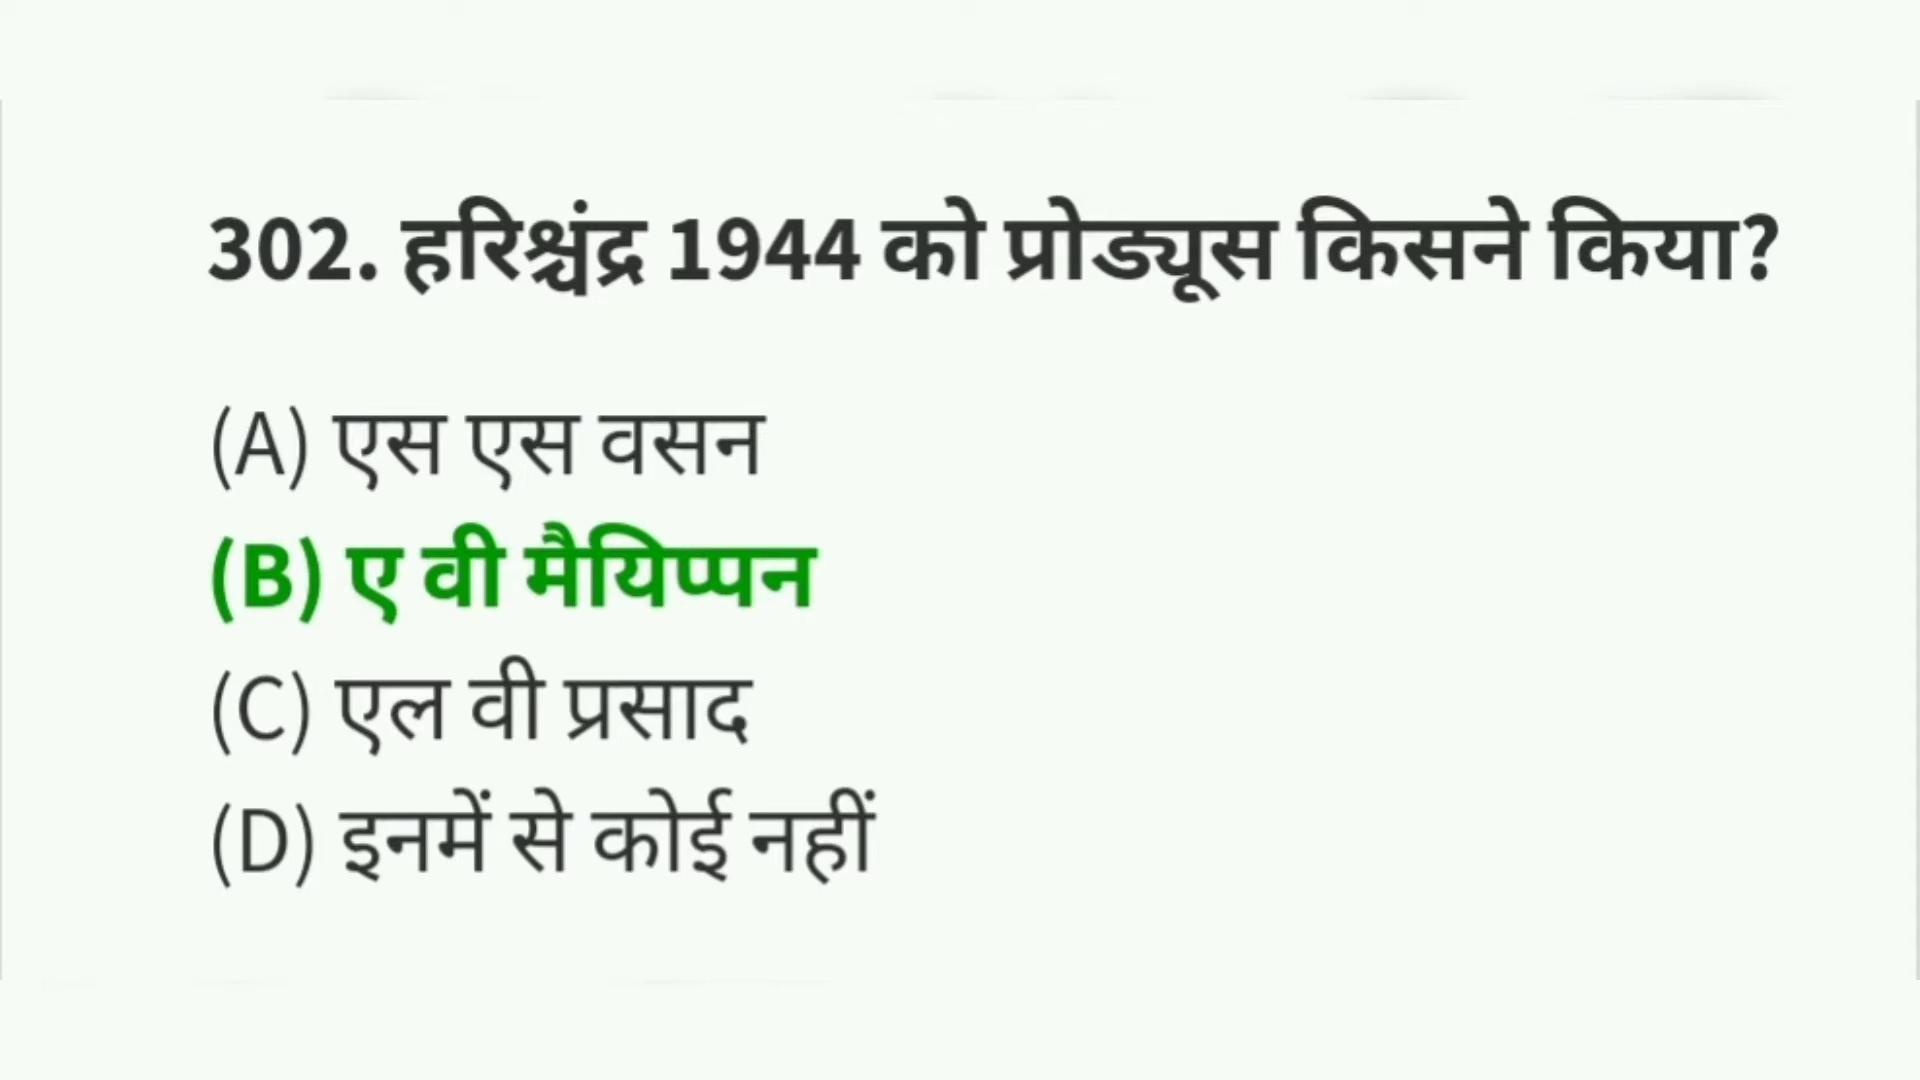 302. हरिश्चंद्र 1944 को प्रोड्यूस किसने किया?
(A) एस एस वसन
(B) ए वी मैयिप्पन
(C) एल वी प्रसाद
(D) इनमें से कोई नहीं